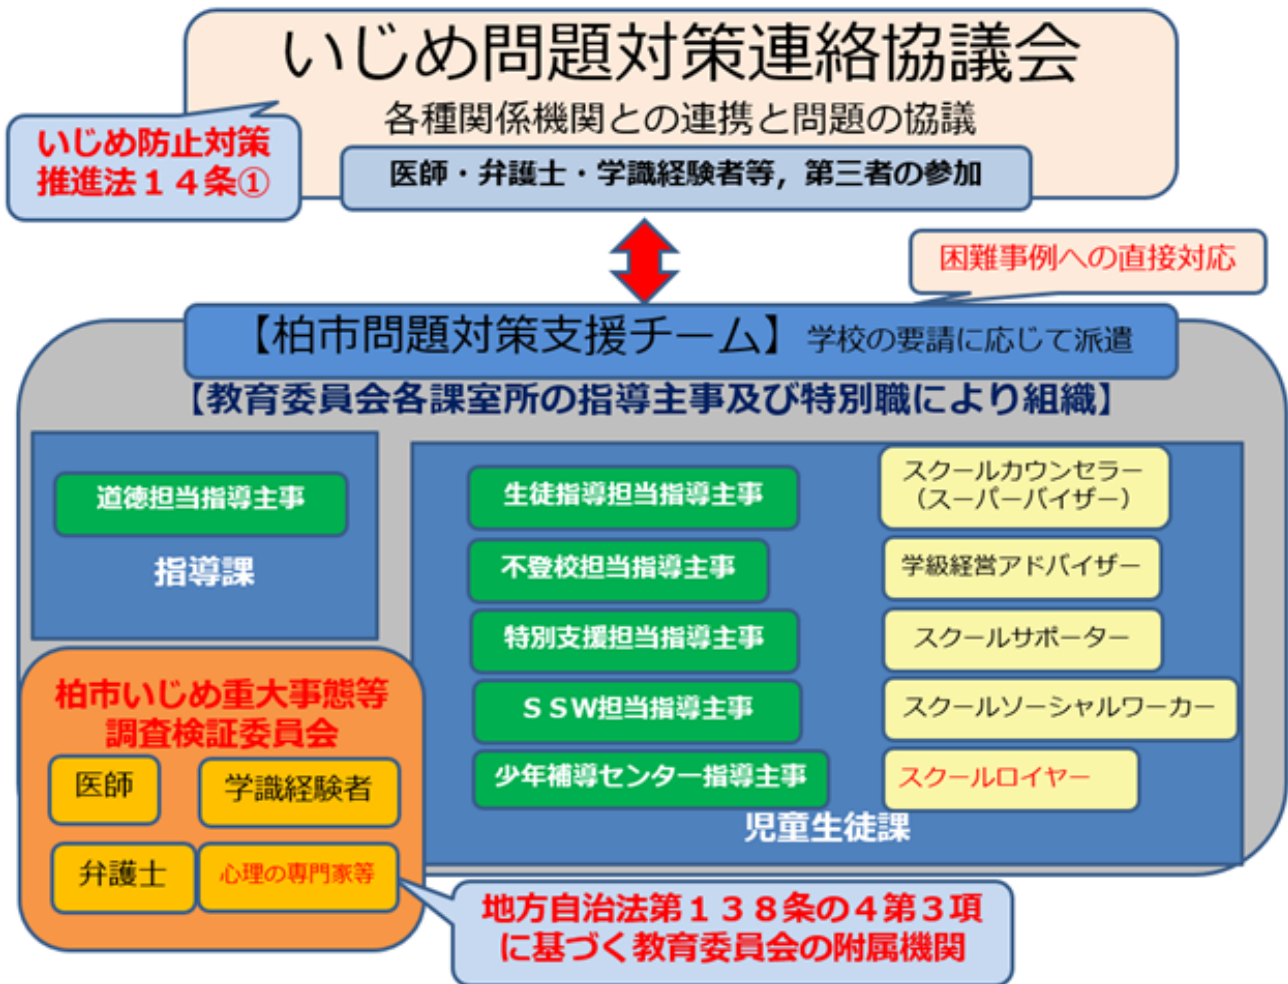 いじめ問題対策連絡協議会
各種関係機関との連携と問題の協議
いじめ防止対策
推進法１４条①
医師・弁護士・学識経験者等，第三者の参加
困難事例への直接対応
【柏市問題対策支援チーム】学校の要請に応じて派遣
【教育委員会各課室所の指導主事及び特別職により組織】
道徳担当指導主事
指導課
生徒指導担当指導主事
不登校担当指導主事
特別支援担当指導主事
ＳＳＷ担当指導主事
少年補導センター指導主事
スクールカウンセラー
（スーパーバイザー）
学級経営アドバイザー
スクールサポーター
スクールソーシャルワーカー
スクールロイヤー
児童生徒課
柏市いじめ重大事態等
調査検証委員会
医師
学識経験者
弁護士
心理の専門家等
地方自治法第１３８条の４第３項
に基づく教育委員会の附属機関